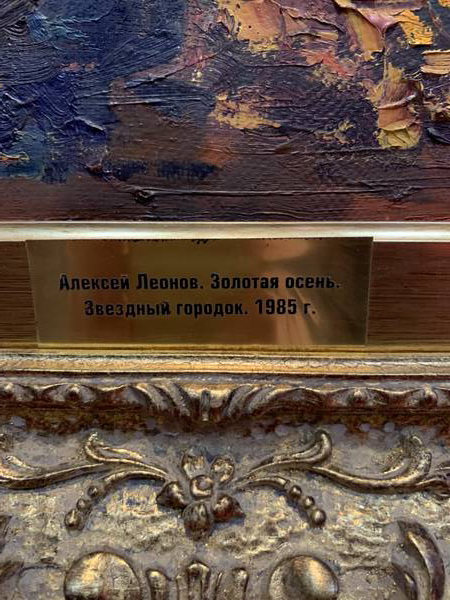 Алексей Леонов. Золотая осень.
Звездный городок. 1985 г.